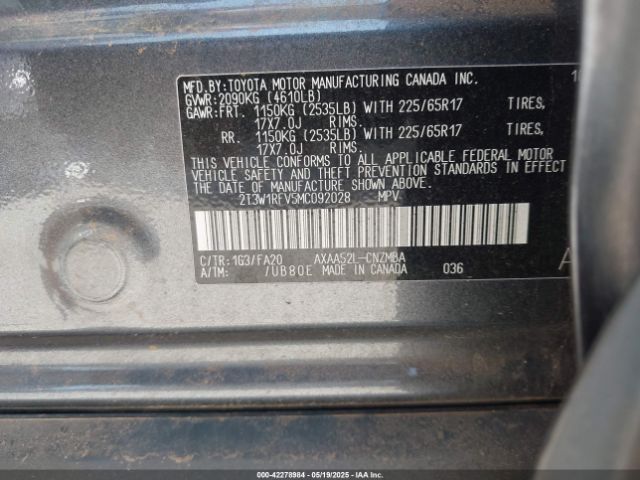 MFD.BY:TOYOTA MOTOR MANUFACTURING CANADA INC.
GVWR:2090KG (4610LB)
GAWR:FRT. 1150KG (2535LB) WITH 225/65R17 TIRES,
17X7.0J RIMS.
RR. 1150KG (2535LB) WITH 225/65R17 TIRES,
17X7.0J RIMS.
THIS VEHICLE CONFORMS TO ALL APPLICABLE FEDERAL MOTOR
VEHICLE SAFETY AND THEFT PREVENTION STANDARDS IN EFFECT
ON THE DATE OF MANUFACTURE SHOWN ABOVE.
2T3W1RFV5MC092028 MPV
C/TR:1G3/FA20 AXAA52L-CNZMBA
A/TM: /UB80E MADE IN CANADA 036
000-42278984 - 05/19/2025 - IAAI.COM